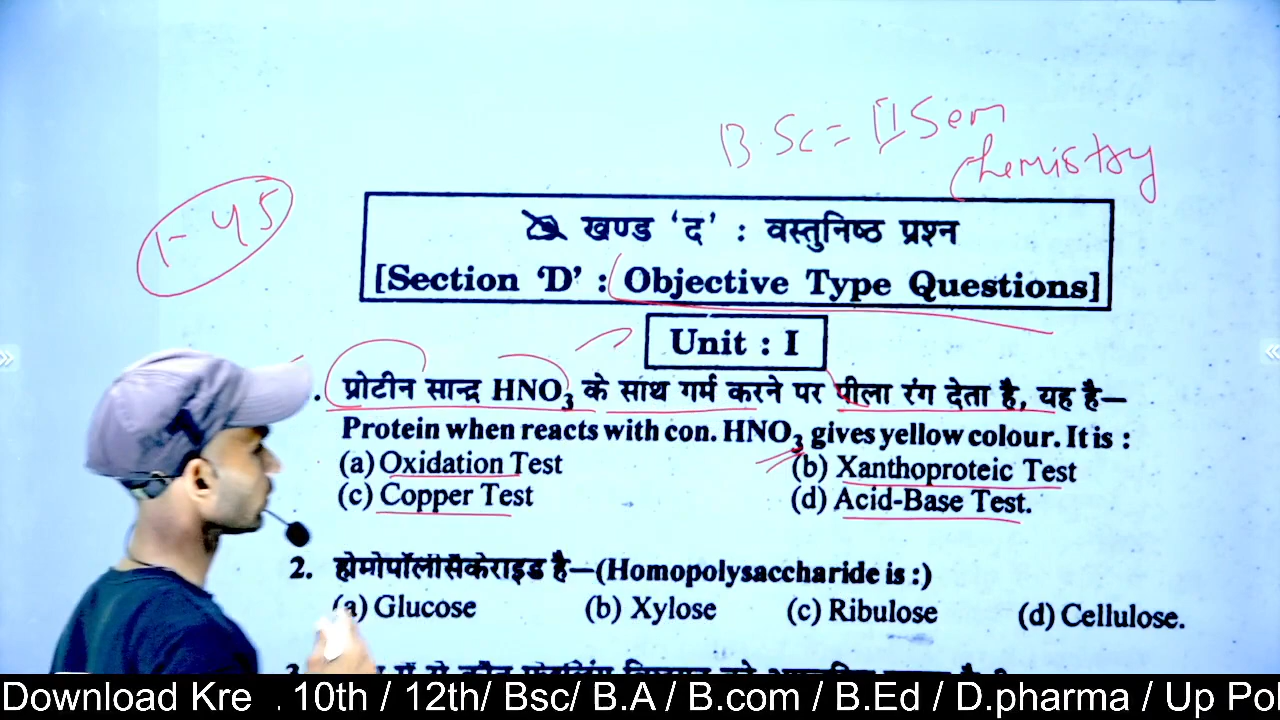 B.Sc = II Sem
chemistry
1-45
खण्ड ‘द’ : वस्तुनिष्ठ प्रश्न
[Section ‘D’ : Objective Type Questions]
Unit : I
. प्रोटीन सान्द्र HNO3 के साथ गर्म करने पर पीला रंग देता है, यह है—
Protein when reacts with con. HNO3 gives yellow colour. It is :
(a) Oxidation Test (b) Xanthoproteic Test
(c) Copper Test (d) Acid-Base Test.
2. होमोपॉलीसैकेराइड है—(Homopolysaccharide is :)
(a) Glucose (b) Xylose (c) Ribulose (d) Cellulose.
Download Kre . 10th / 12th/ Bsc/ B.A / B.com / B.Ed / D.pharma / Up Po